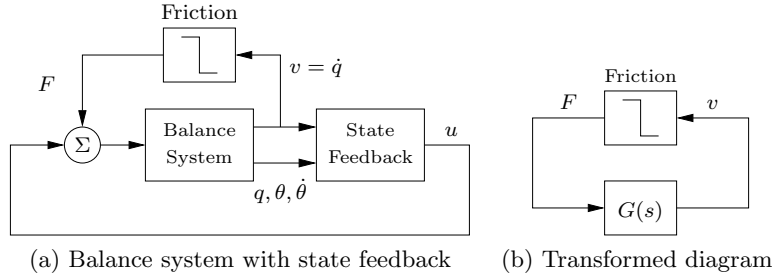 Friction
v = q̇
F
Σ
Balance
System
State
Feedback
u
q, θ, θ̇
(a) Balance system with state feedback
Friction
F
v
G(s)
(b) Transformed diagram